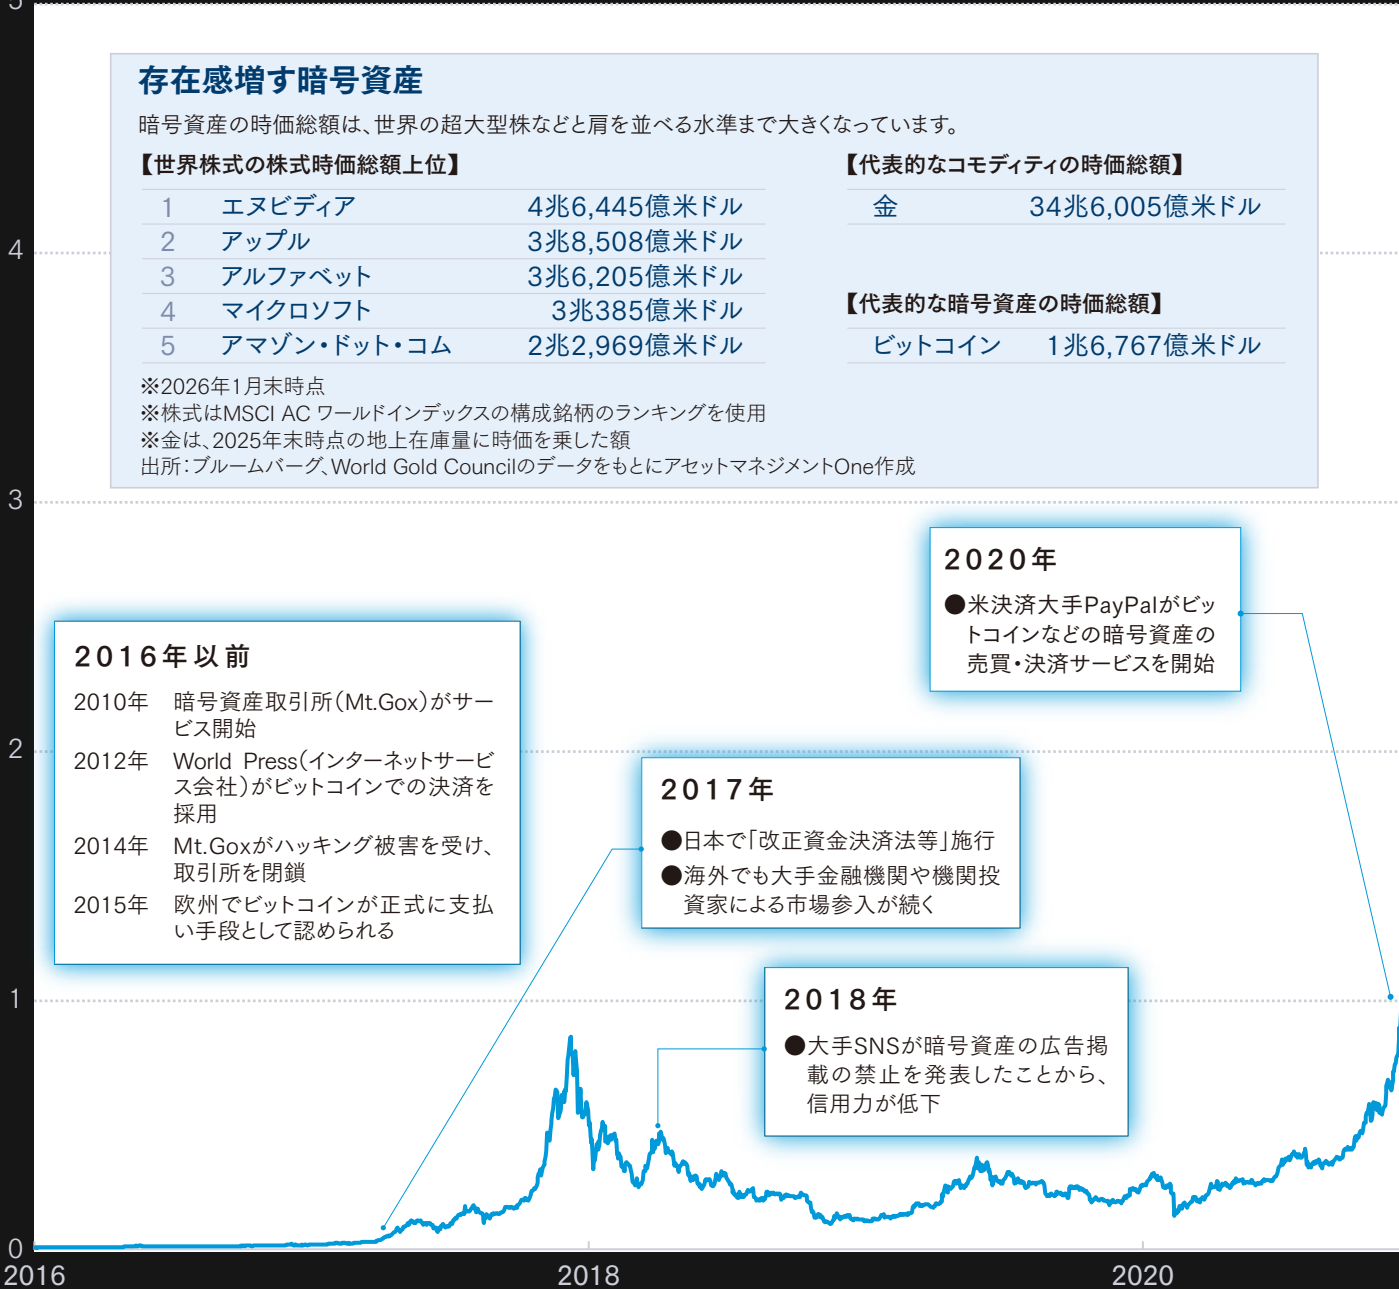 5
存在感増す暗号資産
暗号資産の時価総額は、世界の超大型株などと肩を並べる水準まで大きくなっています。
【世界株式の株式時価総額上位】
1 エヌビディア 4兆6,445億米ドル
2 アップル 3兆8,508億米ドル
3 アルファベット 3兆6,205億米ドル
4 マイクロソフト 3兆385億米ドル
5 アマゾン・ドット・コム 2兆2,969億米ドル
【代表的なコモディティの時価総額】
金 34兆6,005億米ドル
【代表的な暗号資産の時価総額】
ビットコイン 1兆6,767億米ドル
※2026年1月末時点
※株式はMSCI AC ワールドインデックスの構成銘柄のランキングを使用
※金は、2025年末時点の地上在庫量に時価を乗した額
出所：ブルームバーグ、World Gold CouncilのデータをもとにアセットマネジメントOne作成
4
3
2020年
●米決済大手PayPalがビッ
トコインなどの暗号資産の
売買・決済サービスを開始
2016年以前
2010年 暗号資産取引所（Mt.Gox）がサー
ビス開始
2012年 World Press（インターネットサービ
ス会社）がビットコインでの決済を
採用
2014年 Mt.Goxがハッキング被害を受け、
取引所を閉鎖
2015年 欧州でビットコインが正式に支払
い手段として認められる
2
2017年
●日本で「改正資金決済法等」施行
●海外でも大手金融機関や機関投
資家による市場参入が続く
1
2018年
●大手SNSが暗号資産の広告掲
載の禁止を発表したことから、
信用力が低下
0
2016 2018 2020